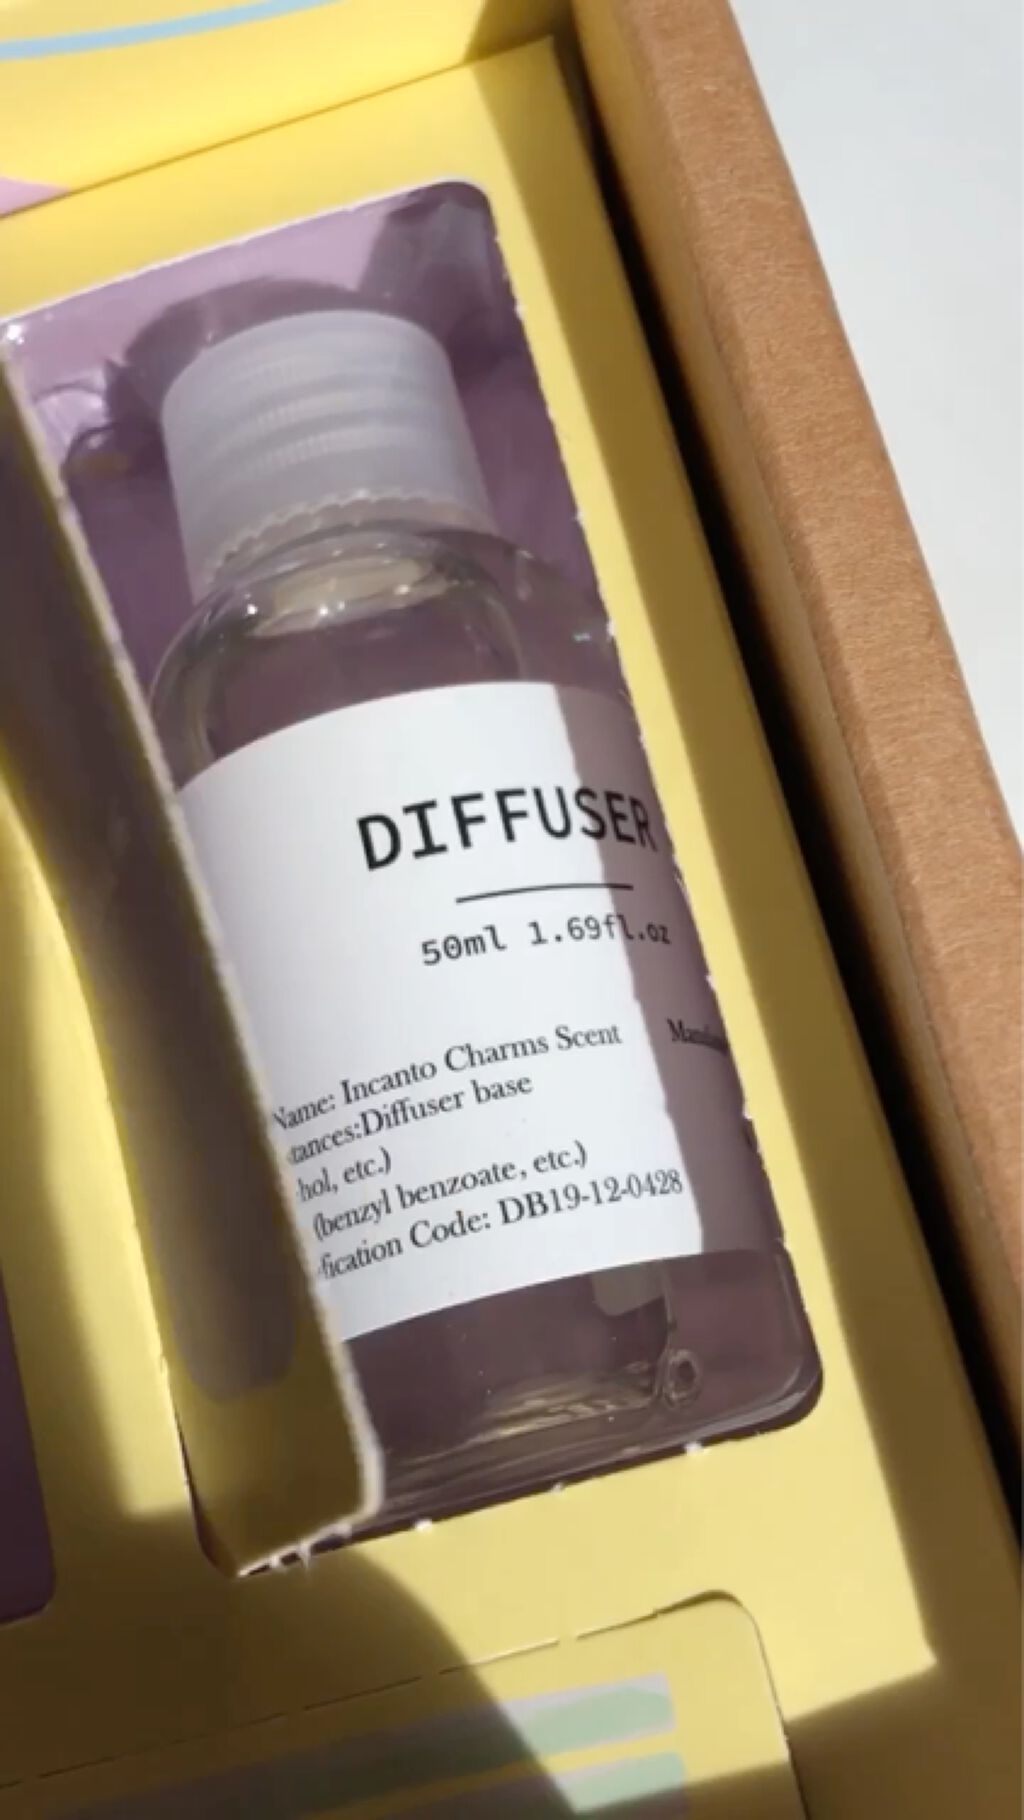 DIFFUSER
50ml 1.69fl.oz
Name: Incanto Charms Scent
tances:Diffuser base
hol, etc.)
(benzyl benzoate, etc.)
fication Code: DB19-12-0428